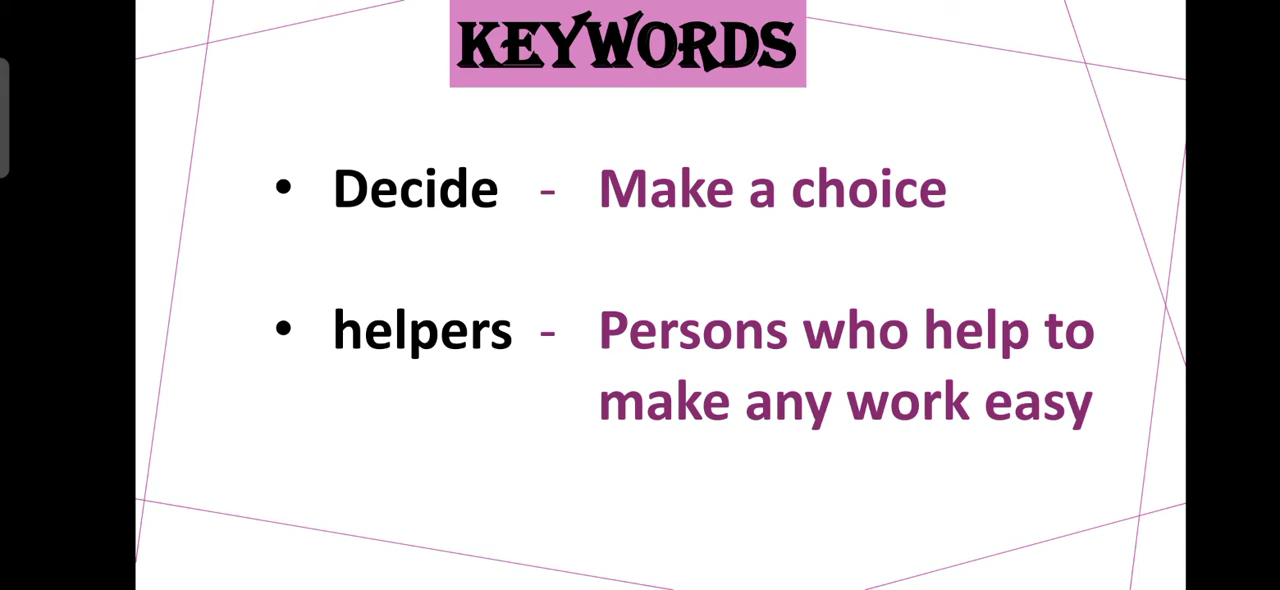 KEYWORDS
• Decide - Make a choice
• helpers - Persons who help to
make any work easy